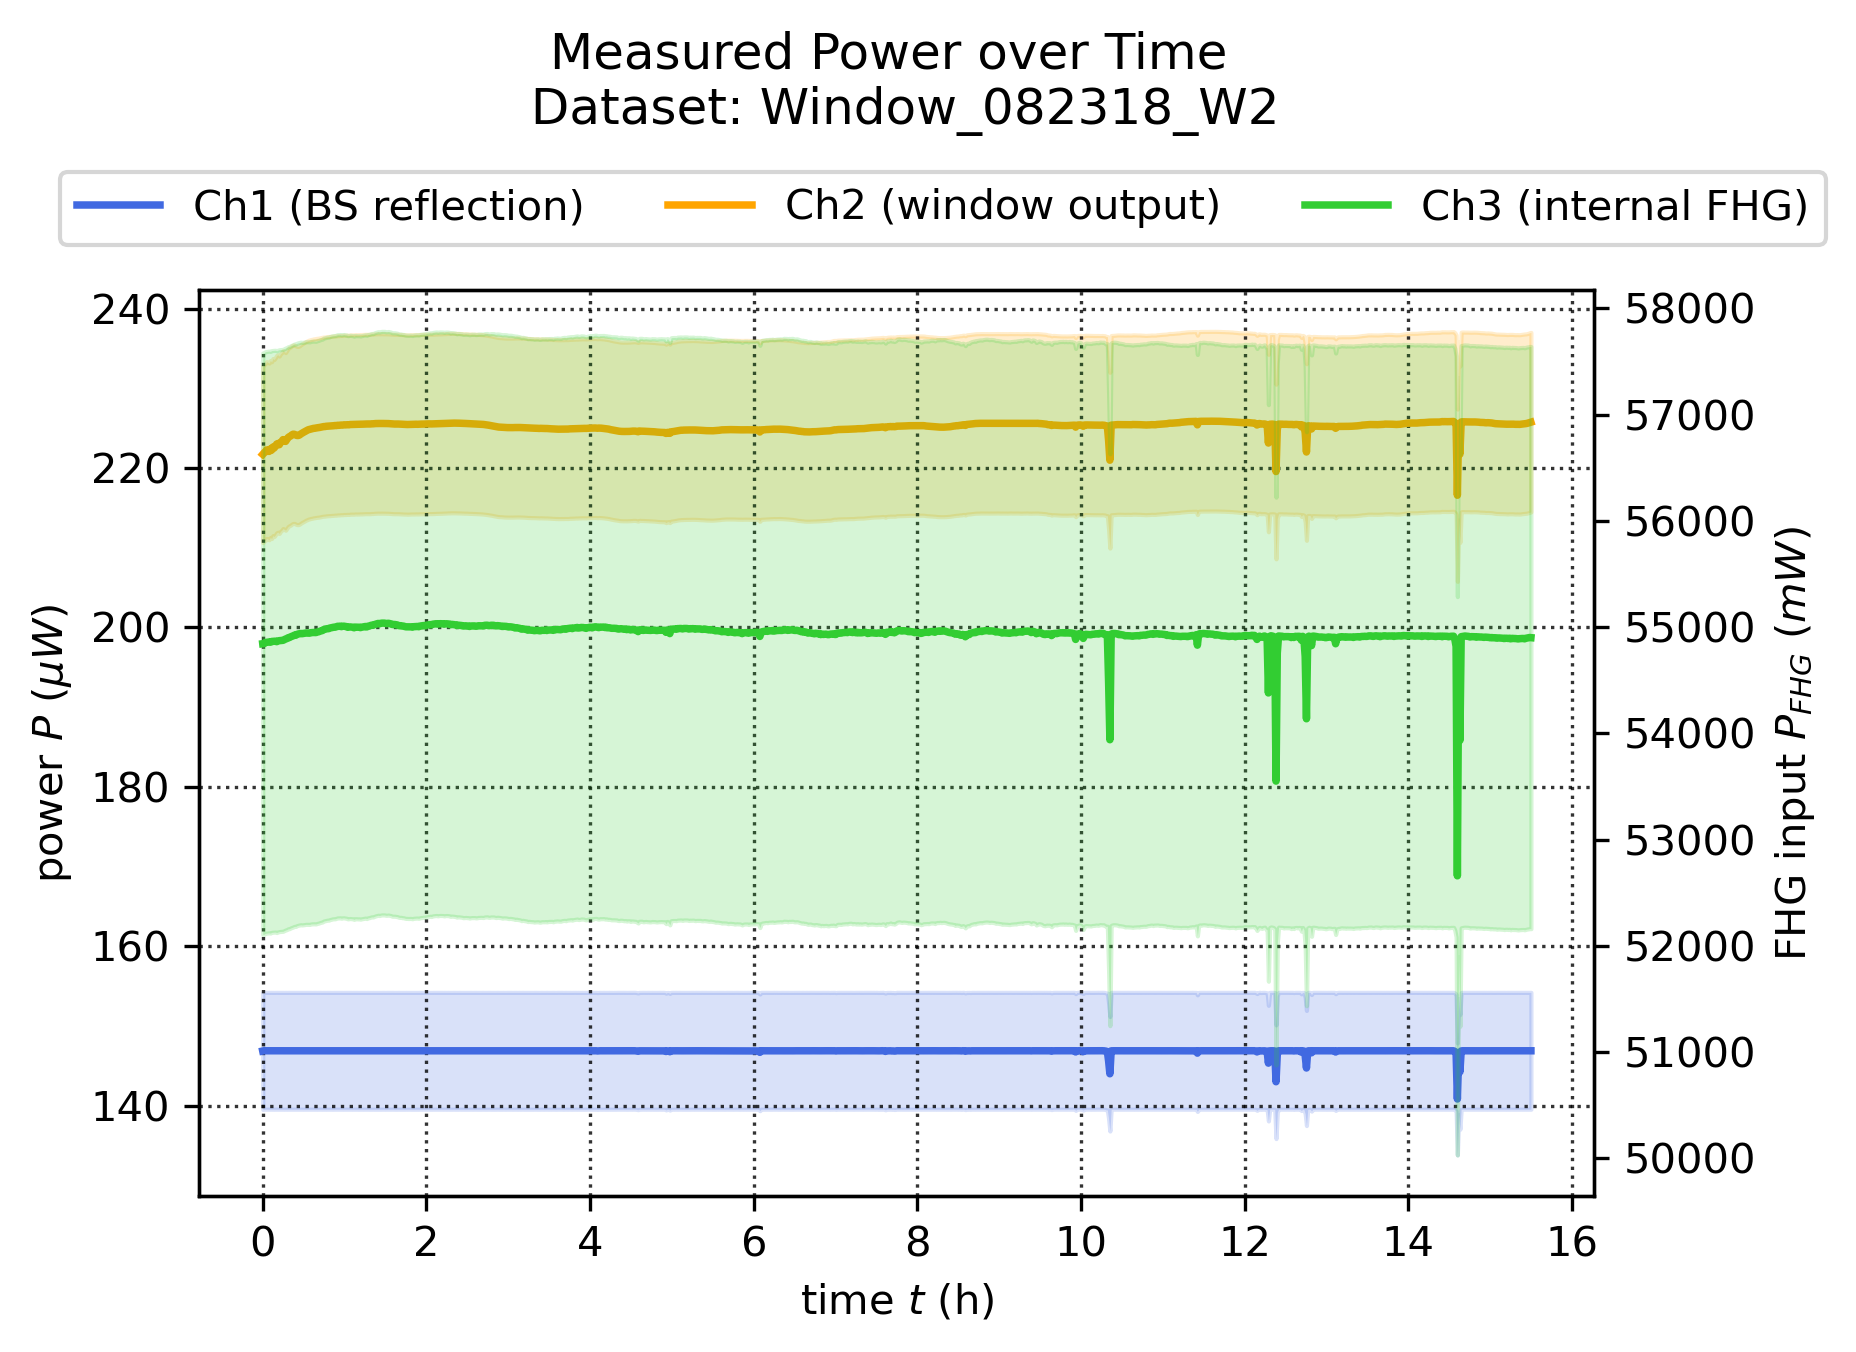 Measured Power over Time
Dataset: Window_082318_W2
Ch1 (BS reflection) Ch2 (window output) Ch3 (internal FHG)
240
220
200
180
160
140
power P (μW)
58000
57000
56000
55000
54000
53000
52000
51000
50000
FHG input P_FHG (mW)
0 2 4 6 8 10 12 14 16
time t (h)